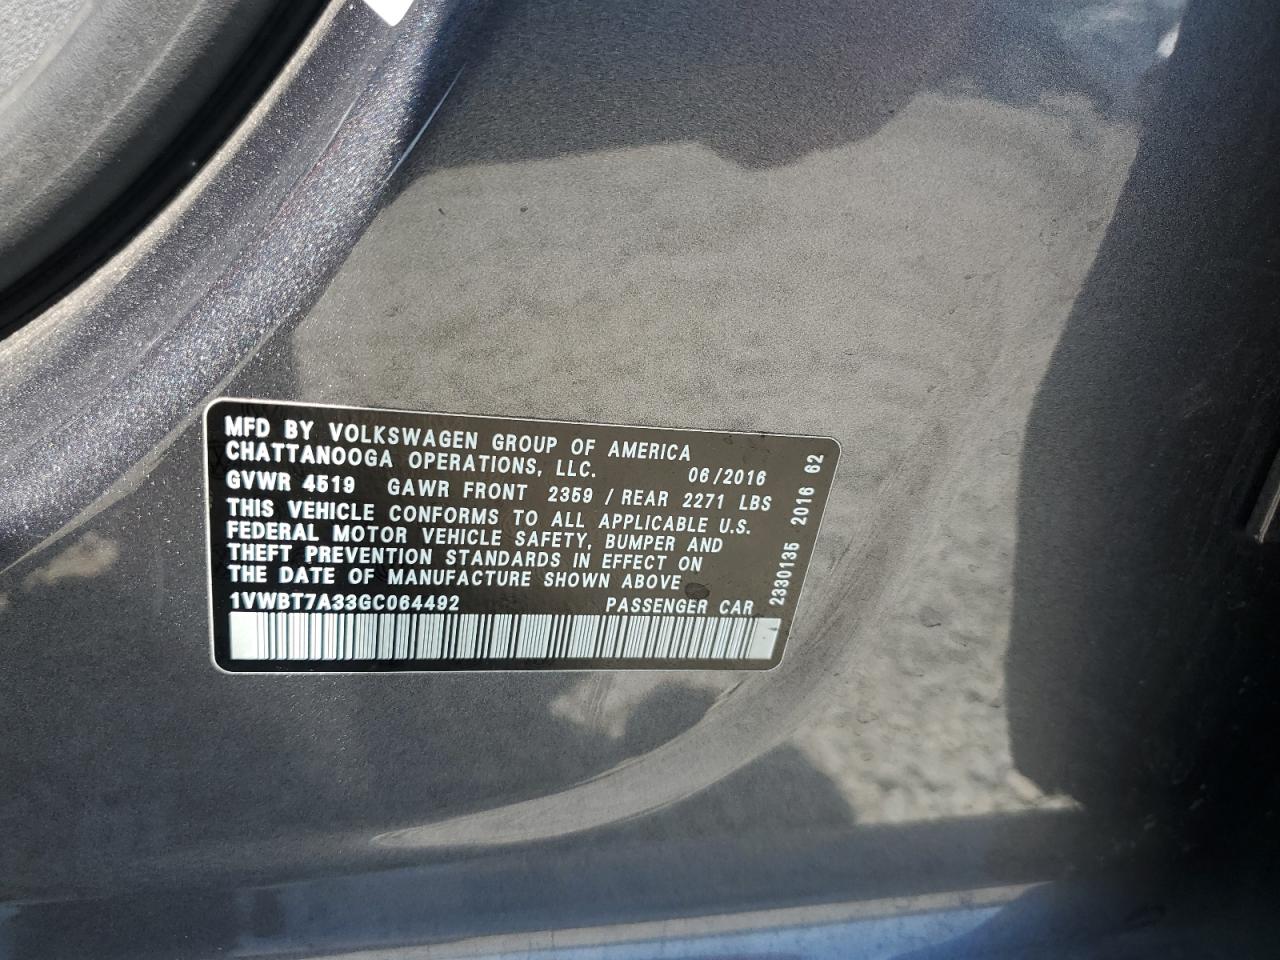 MFD BY VOLKSWAGEN GROUP OF AMERICA
CHATTANOOGA OPERATIONS, LLC. 06/2016
GVWR 4519 GAWR FRONT 2359 / REAR 2271 LBS
THIS VEHICLE CONFORMS TO ALL APPLICABLE U.S.
FEDERAL MOTOR VEHICLE SAFETY, BUMPER AND
THEFT PREVENTION STANDARDS IN EFFECT ON
THE DATE OF MANUFACTURE SHOWN ABOVE
1VWBT7A33GC064492 PASSENGER CAR
2330135 2016 62